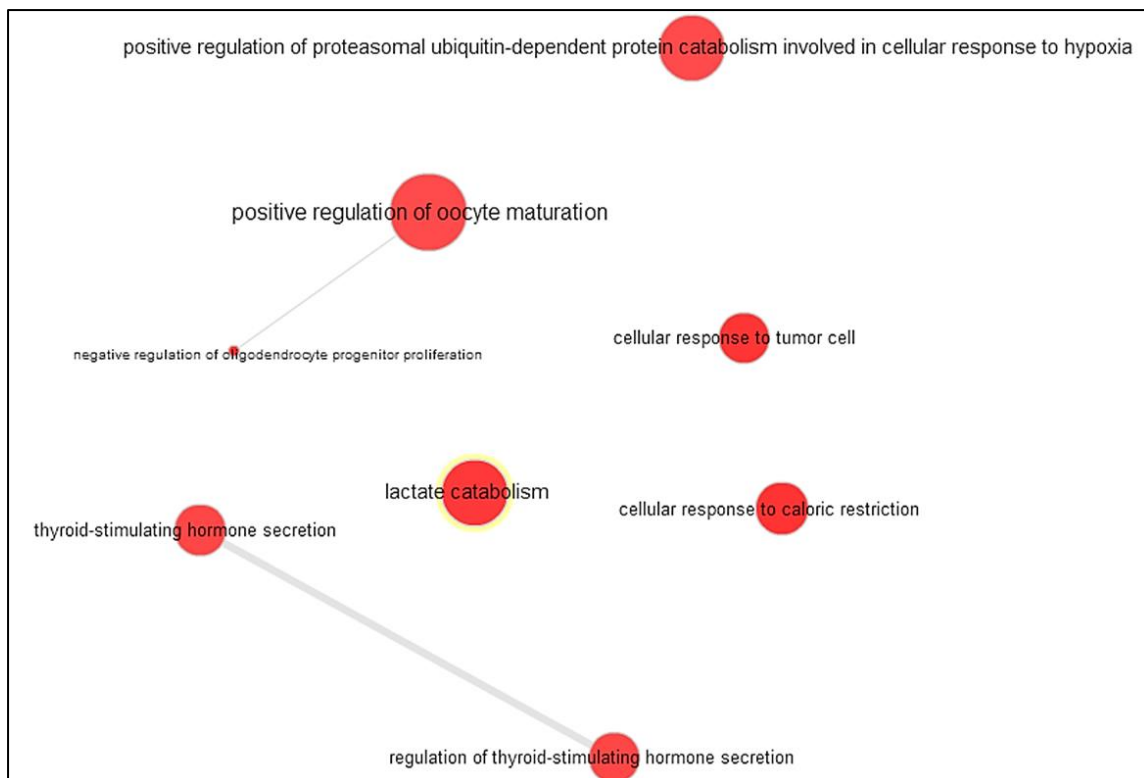 positive regulation of proteasomal ubiquitin-dependent protein catabolism involved in cellular response to hypoxia
positive regulation of oocyte maturation
cellular response to tumor cell
negative regulation of oligodendrocyte progenitor proliferation
lactate catabolism
cellular response to caloric restriction
thyroid-stimulating hormone secretion
regulation of thyroid-stimulating hormone secretion